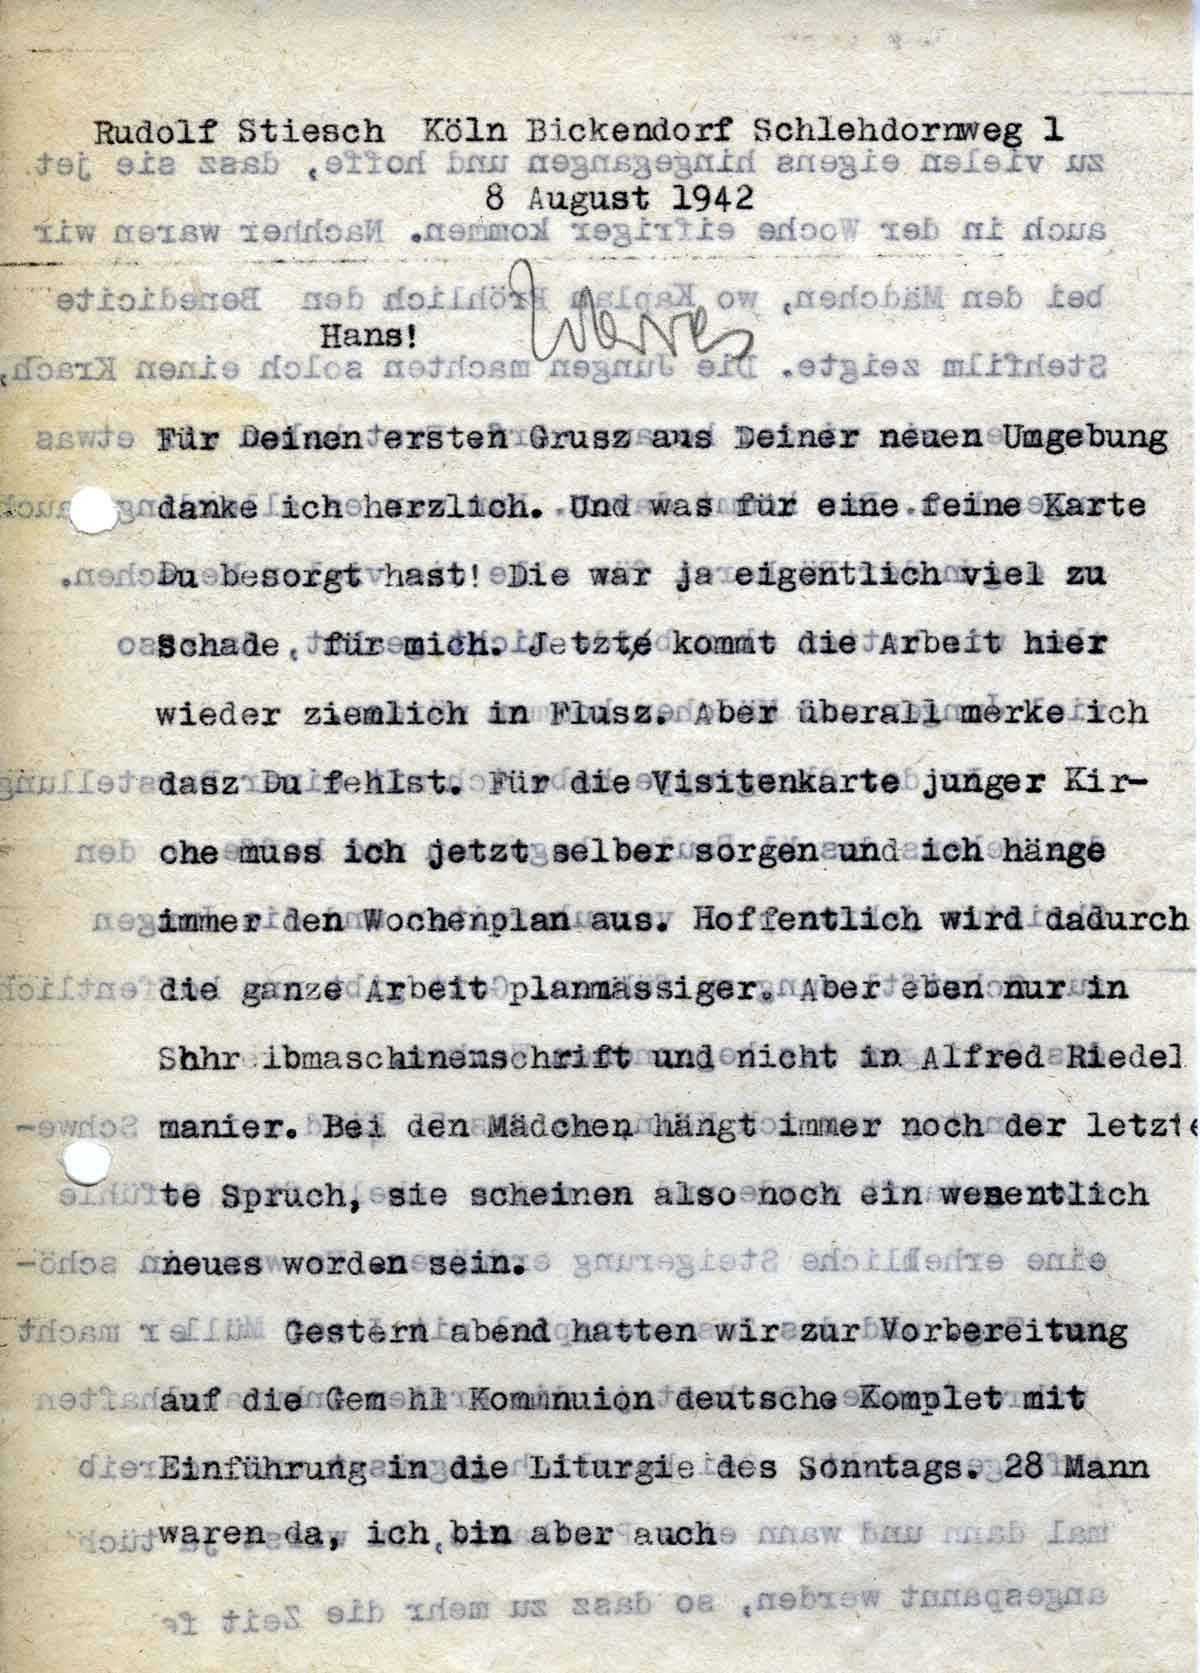 Rudolf Stiesch Köln Bickendorf Schlehdornweg 1
8 August 1942
Hans!
Für Deinen ersten Grusz aus Deiner neuen Umgebung
danke ich herzlich. Und was für eine feine Karte
Du besorgt hast! Die war ja eigentlich viel zu
Schade für mich. Jetzt kommt die Arbeit hier
wieder ziemlich in Flusz. Aber überall merke ich
dasz Du fehlst. Für die Visitenkarte junger Kir-
che muss ich jetzt selber sorgen und ich hänge
immer den Wochenplan aus. Hoffentlich wird dadurch
die ganze Arbeit planmässiger. Aber eben nur in
Shhr ibmaschinenschrift und nicht in Alfred Riedel
manier. Bei den Mädchen hängt immer noch der letzte
te Spruch, sie scheinen also noch ein wesentlich
neues worden sein.
Gestern abend hatten wir zur Vorbereitung
auf die Gem hl Kommnuion deutsche Komplet mit
Einführung in die Liturgie des Sonntags. 28 Mann
waren da, ich bin aber auch